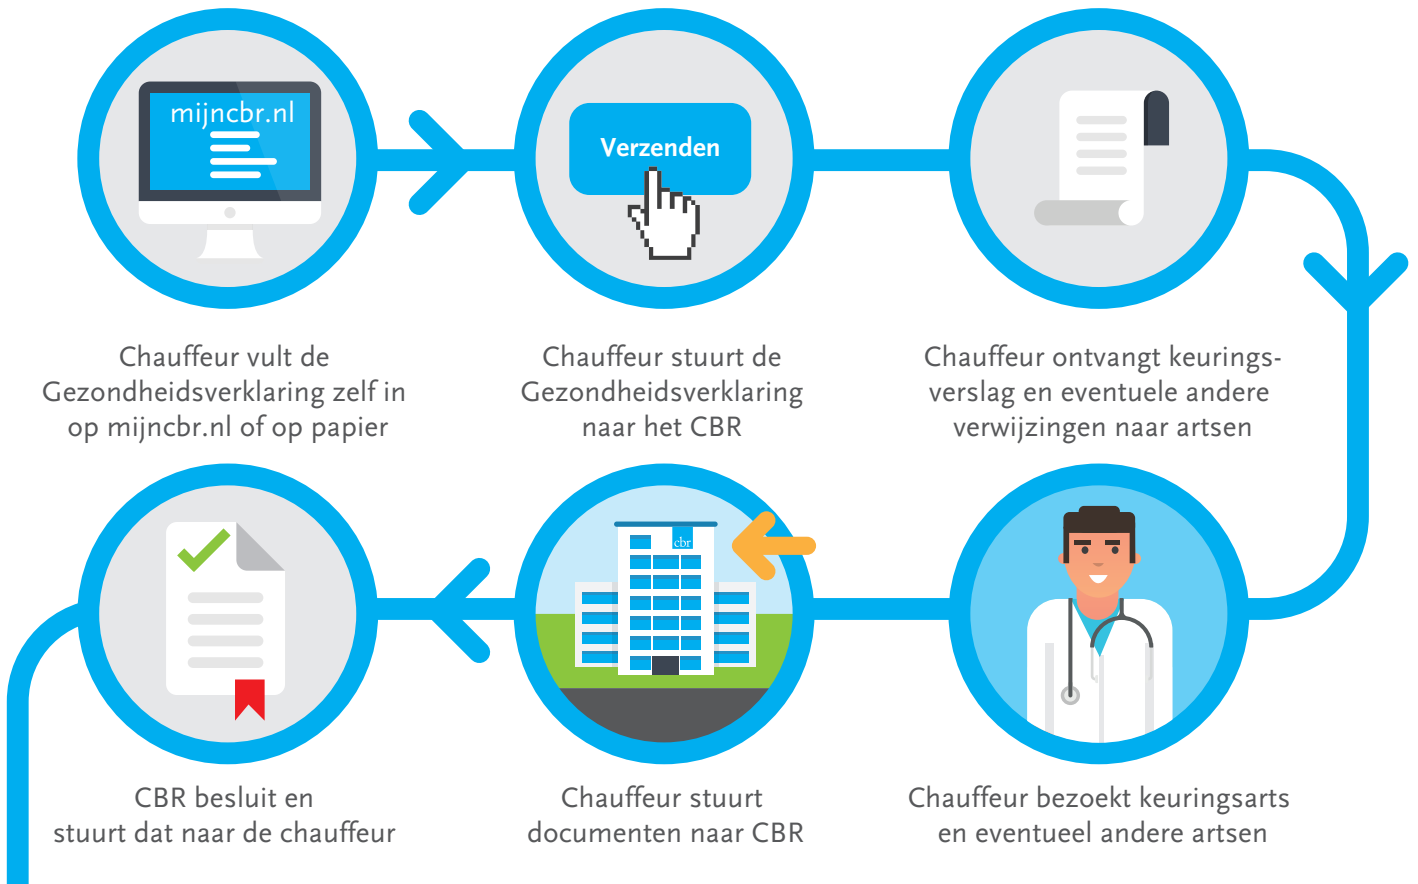 mijncbr.nl
Verzenden
Chauffeur vult de
Gezondheidsverklaring zelf in
op mijncbr.nl of op papier
Chauffeur stuurt de
Gezondheidsverklaring
naar het CBR
Chauffeur ontvangt keurings-
verslag en eventuele andere
verwijzingen naar artsen
cbr
CBR besluit en
stuurt dat naar de chauffeur
Chauffeur stuurt
documenten naar CBR
Chauffeur bezoekt keuringsarts
en eventueel andere artsen